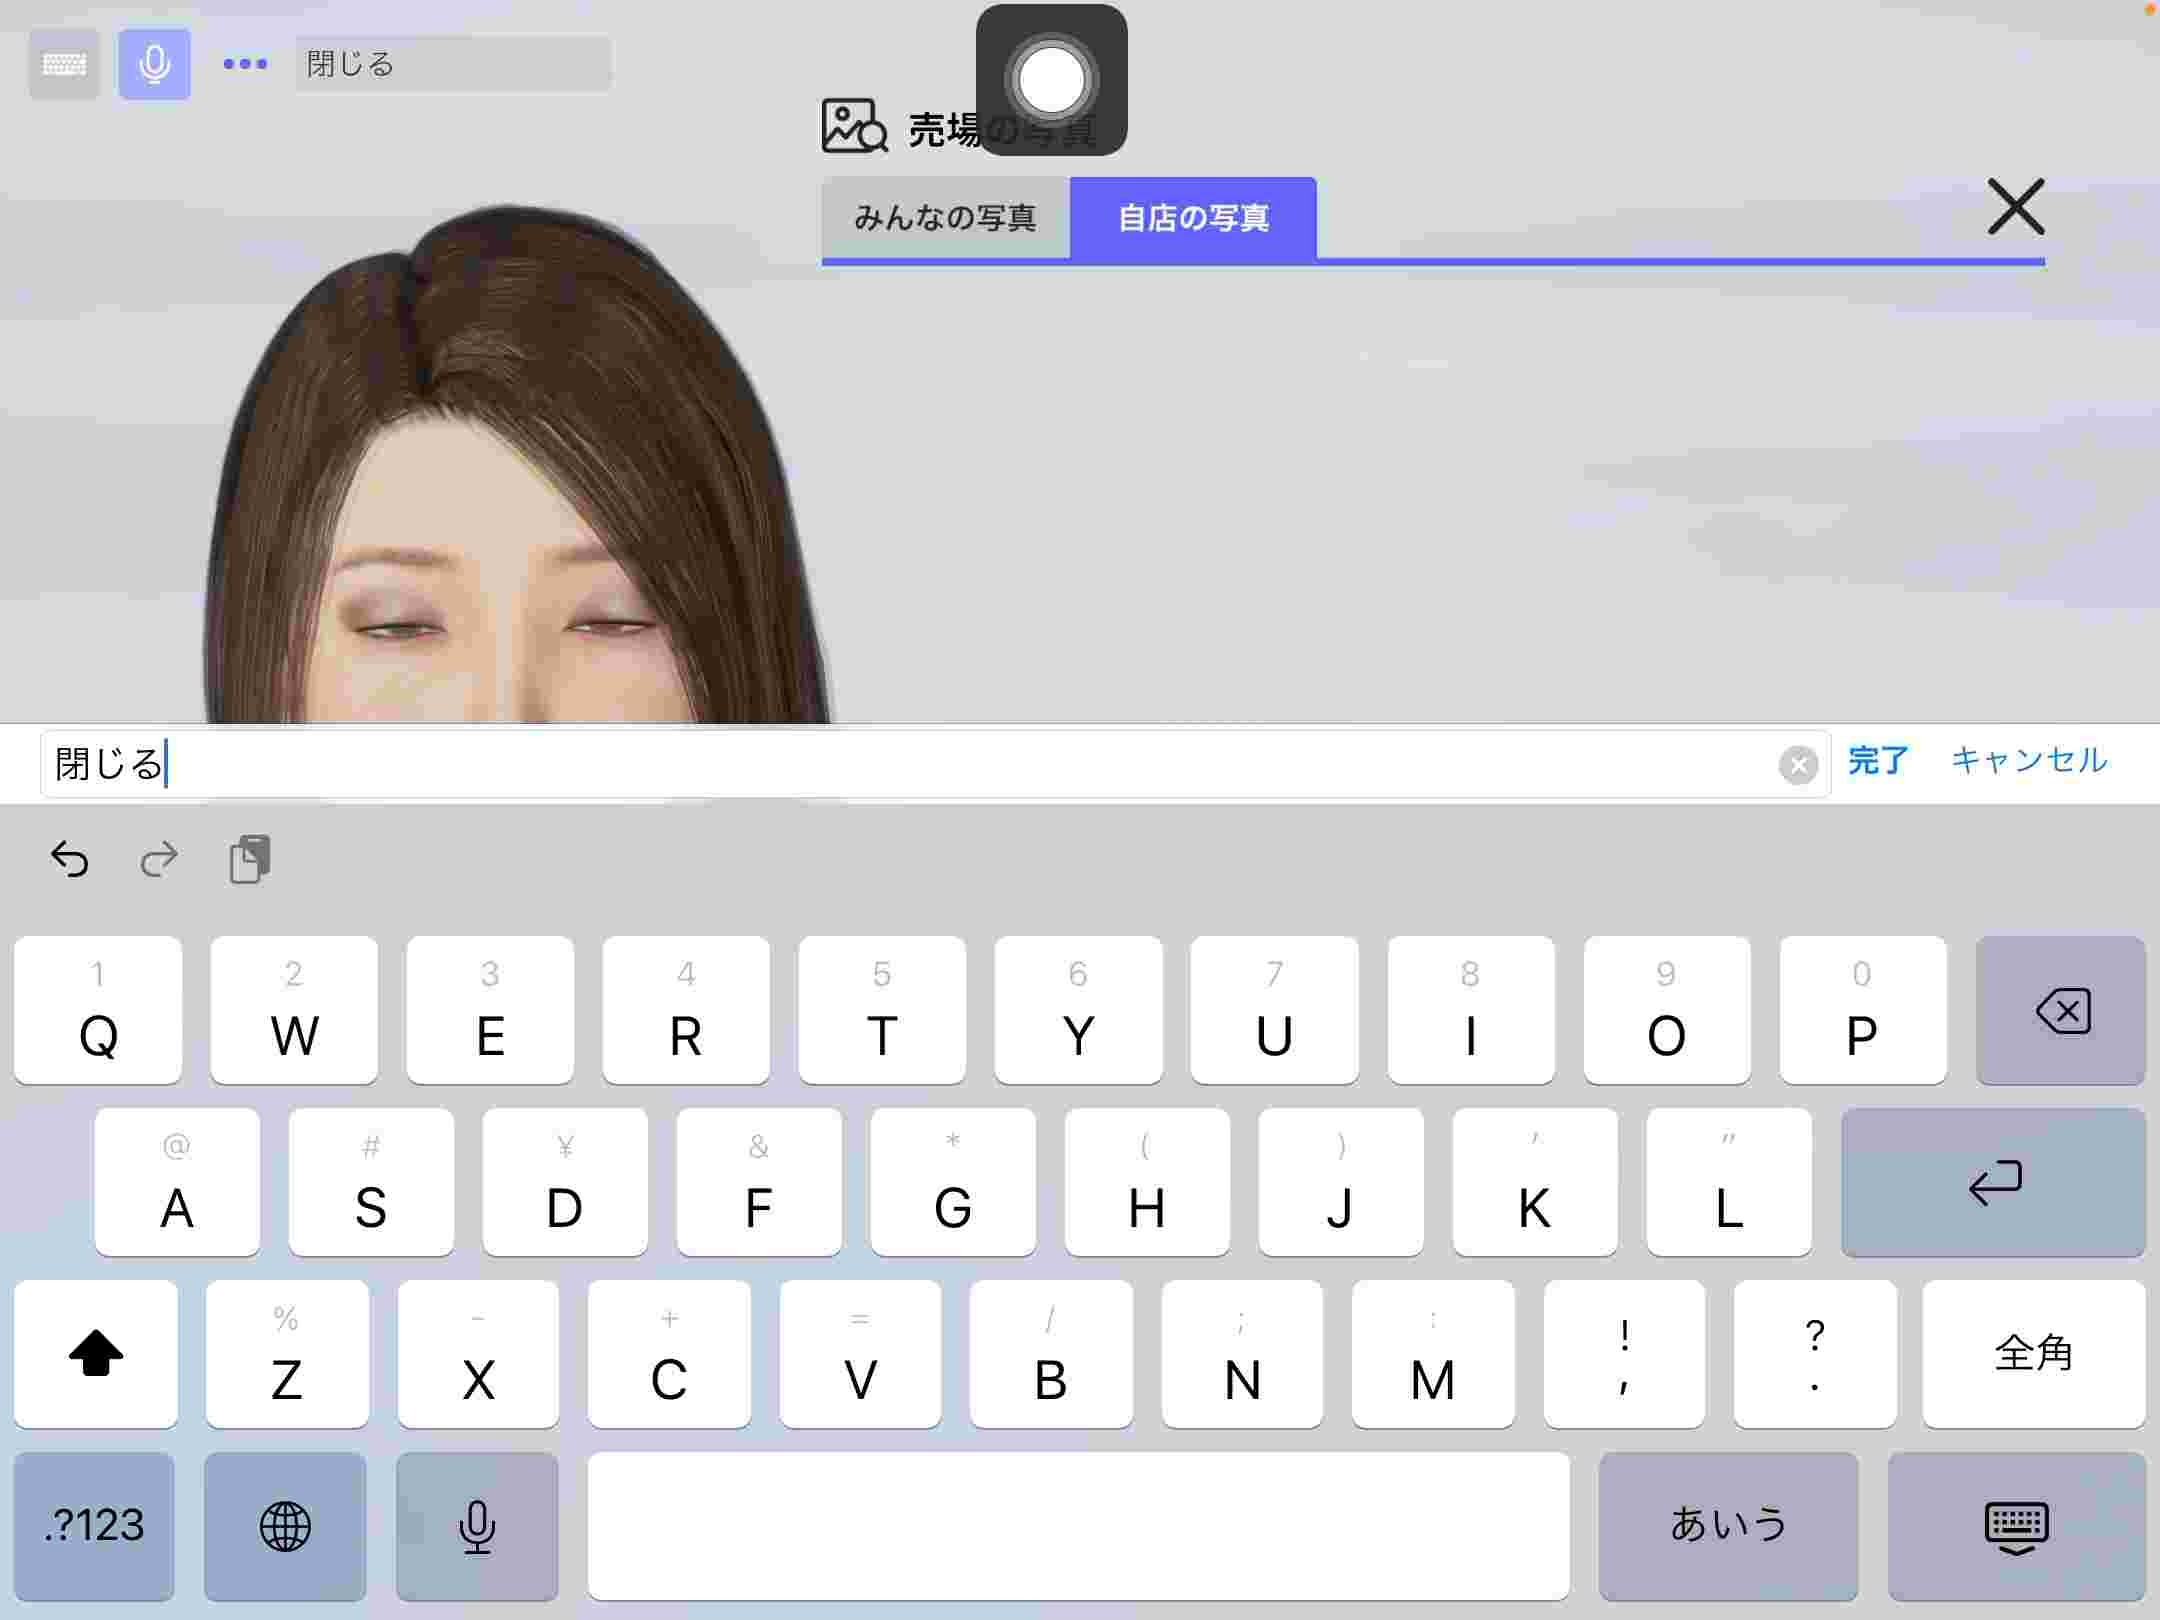 閉じる
売場の写真
みんなの写真 自店の写真
閉じる 完了 キャンセル
1 2 3 4 5 6 7 8 9 0
Q W E R T Y U I O P
@ # ¥ & * ( ) ' "
A S D F G H J K L
% - + = / ; : ! ?
Z X C V B N M , . 全角
.?123 あいう